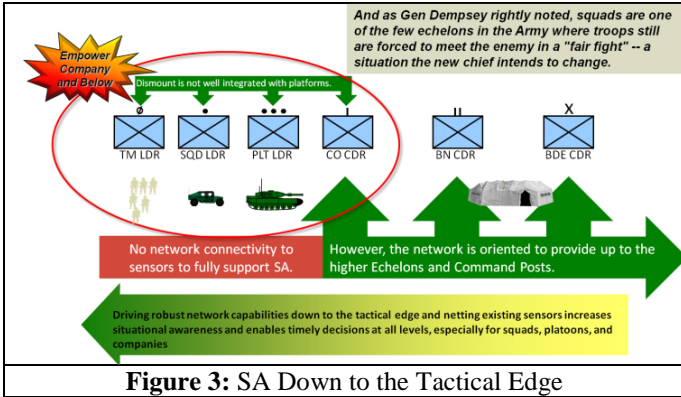 And as Gen Dempsey rightly noted, squads are one
of the few echelons in the Army where troops still
are forced to meet the enemy in a "fair fight" -- a
situation the new chief intends to change.
Empower
Company
and Below
Dismount is not well integrated with platforms.
TM LDR
SQD LDR
PLT LDR
CO CDR
BN CDR
BDE CDR
No network connectivity to
sensors to fully support SA.
However, the network is oriented to provide up to the
higher Echelons and Command Posts.
Driving robust network capabilities down to the tactical edge and netting existing sensors increases
situational awareness and enables timely decisions at all levels, especially for squads, platoons, and
companies
Figure 3: SA Down to the Tactical Edge